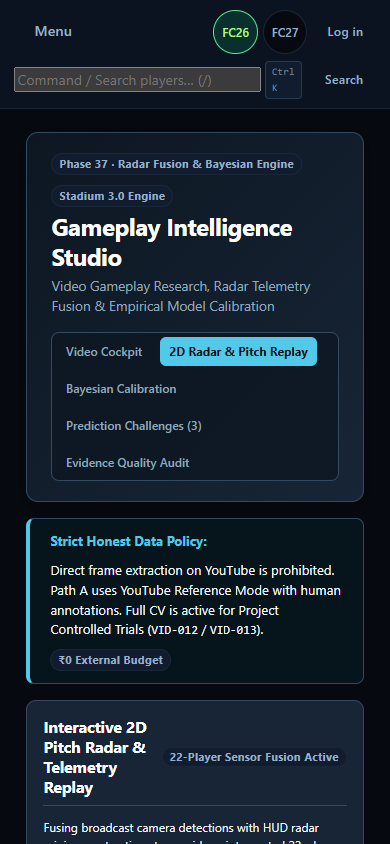 Menu
FC26
FC27
Log in
Command / Search players... (/)
Ctrl
K
Search
Phase 37 · Radar Fusion & Bayesian Engine
Stadium 3.0 Engine
Gameplay Intelligence
Studio
Video Gameplay Research, Radar Telemetry
Fusion & Empirical Model Calibration
Video Cockpit
2D Radar & Pitch Replay
Bayesian Calibration
Prediction Challenges (3)
Evidence Quality Audit
Strict Honest Data Policy:
Direct frame extraction on YouTube is prohibited.
Path A uses YouTube Reference Mode with human
annotations. Full CV is active for Project
Controlled Trials (VID-012 / VID-013).
₹0 External Budget
Interactive 2D
Pitch Radar &
Telemetry
Replay
22-Player Sensor Fusion Active
Fusing broadcast camera detections with HUD radar